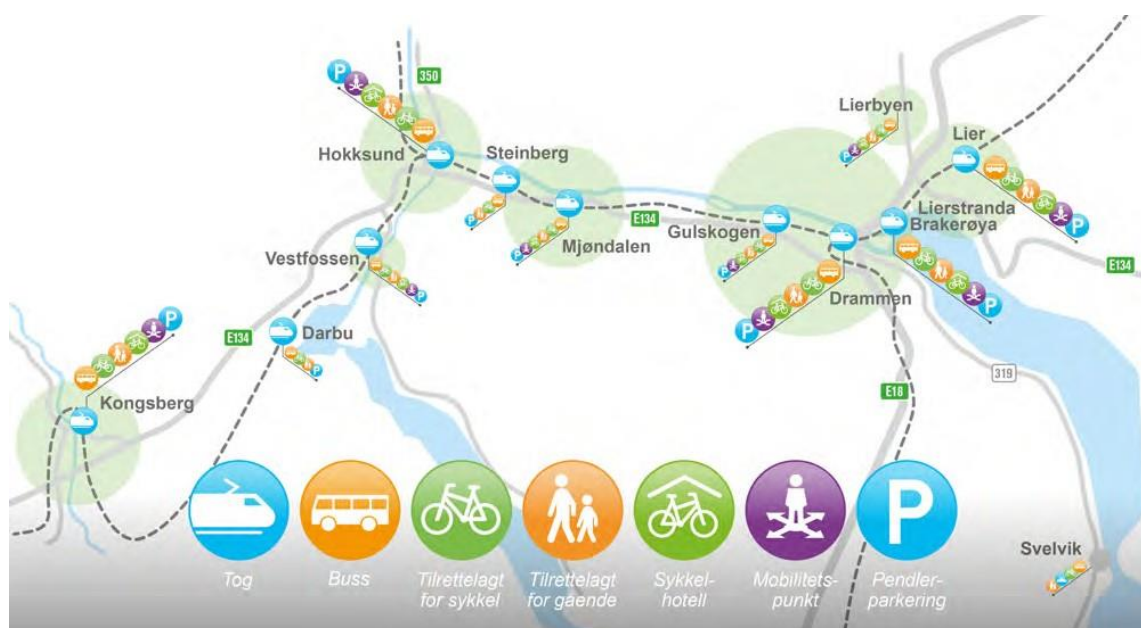 350
Lierbyen
Lier
Hokksund
Steinberg
E134
Lierstranda
Brakerøya
Gulskogen
Mjøndalen
Vestfossen
E134
Drammen
Darbu
E134
319
E18
Kongsberg
Svelvik
Tog
Buss
Tilrettelagt
for sykkel
Tilrettelagt
for gående
Sykkel-
hotell
Mobilitets-
punkt
Pendler-
parkering
P
P
P
P
P
P